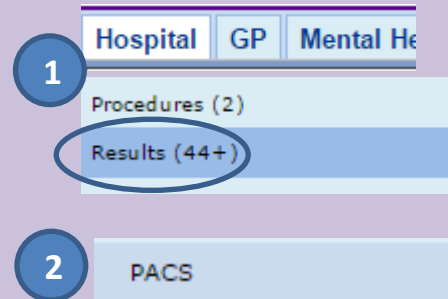 Hospital GP Mental He
1
Procedures (2)
Results (44+)
2
PACS